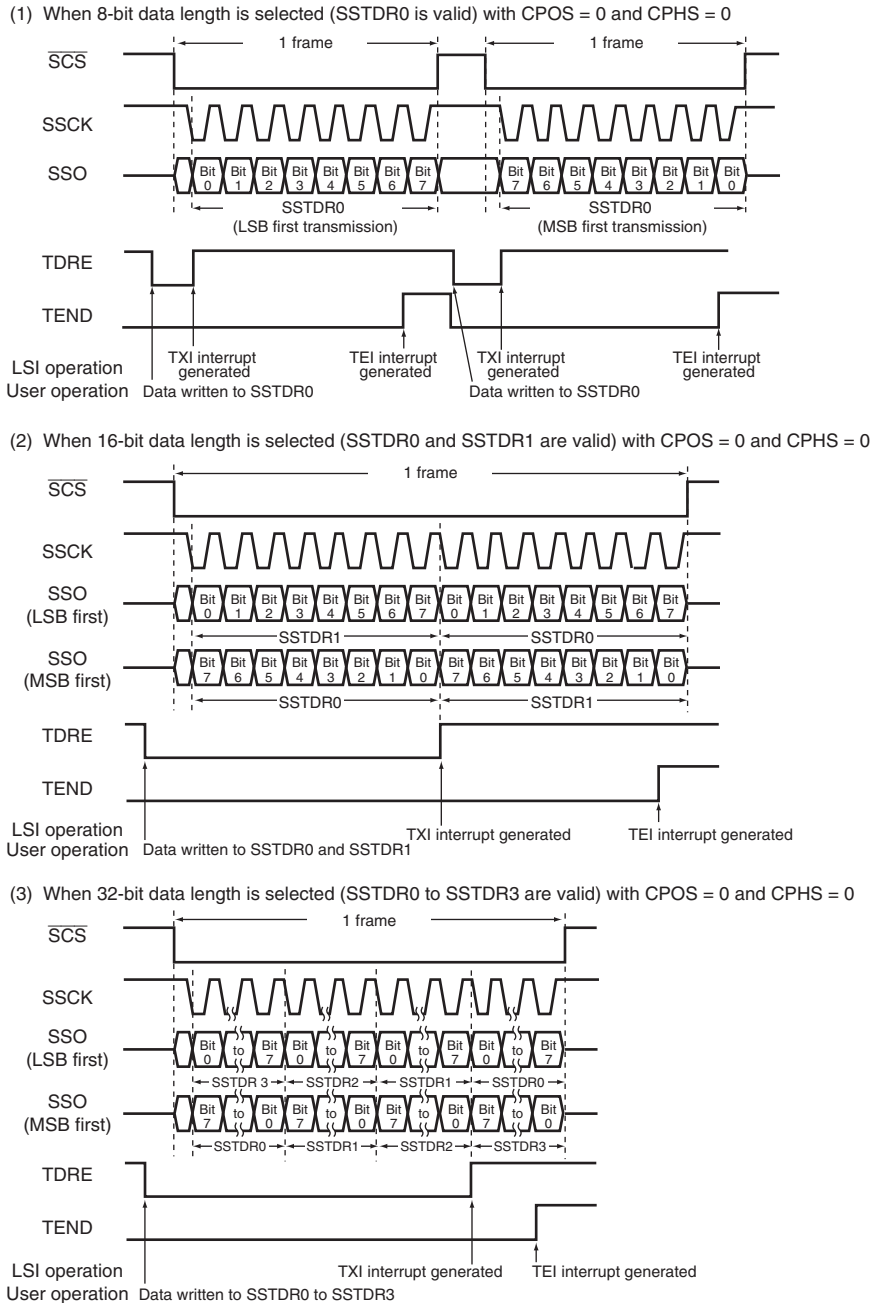 (1) When 8-bit data length is selected (SSTDR0 is valid) with CPOS = 0 and CPHS = 0
1 frame 1 frame
SCS
SSCK
SSO Bit 0 Bit 1 Bit 2 Bit 3 Bit 4 Bit 5 Bit 6 Bit 7 Bit 7 Bit 6 Bit 5 Bit 4 Bit 3 Bit 2 Bit 1 Bit 0
SSTDR0 SSTDR0
(LSB first transmission) (MSB first transmission)
TDRE
TEND
LSI operation TXI interrupt generated TEI interrupt generated TXI interrupt generated TEI interrupt generated
User operation Data written to SSTDR0 Data written to SSTDR0
(2) When 16-bit data length is selected (SSTDR0 and SSTDR1 are valid) with CPOS = 0 and CPHS = 0
1 frame
SCS
SSCK
SSO (LSB first) Bit 0 Bit 1 Bit 2 Bit 3 Bit 4 Bit 5 Bit 6 Bit 7 Bit 0 Bit 1 Bit 2 Bit 3 Bit 4 Bit 5 Bit 6 Bit 7
SSTDR1 SSTDR0
SSO (MSB first) Bit 7 Bit 6 Bit 5 Bit 4 Bit 3 Bit 2 Bit 1 Bit 0 Bit 7 Bit 6 Bit 5 Bit 4 Bit 3 Bit 2 Bit 1 Bit 0
SSTDR0 SSTDR1
TDRE
TEND
LSI operation TXI interrupt generated TEI interrupt generated
User operation Data written to SSTDR0 and SSTDR1
(3) When 32-bit data length is selected (SSTDR0 to SSTDR3 are valid) with CPOS = 0 and CPHS = 0
1 frame
SCS
SSCK
SSO (LSB first) Bit 0 to Bit 7 Bit 0 to Bit 7 Bit 0 to Bit 7 Bit 0 to Bit 7
SSTDR 3 SSTDR2 SSTDR1 SSTDR0
SSO (MSB first) Bit 7 to Bit 0 Bit 7 to Bit 0 Bit 7 to Bit 0 Bit 7 to Bit 0
SSTDR0 SSTDR1 SSTDR2 SSTDR3
TDRE
TEND
LSI operation TXI interrupt generated TEI interrupt generated
User operation Data written to SSTDR0 to SSTDR3